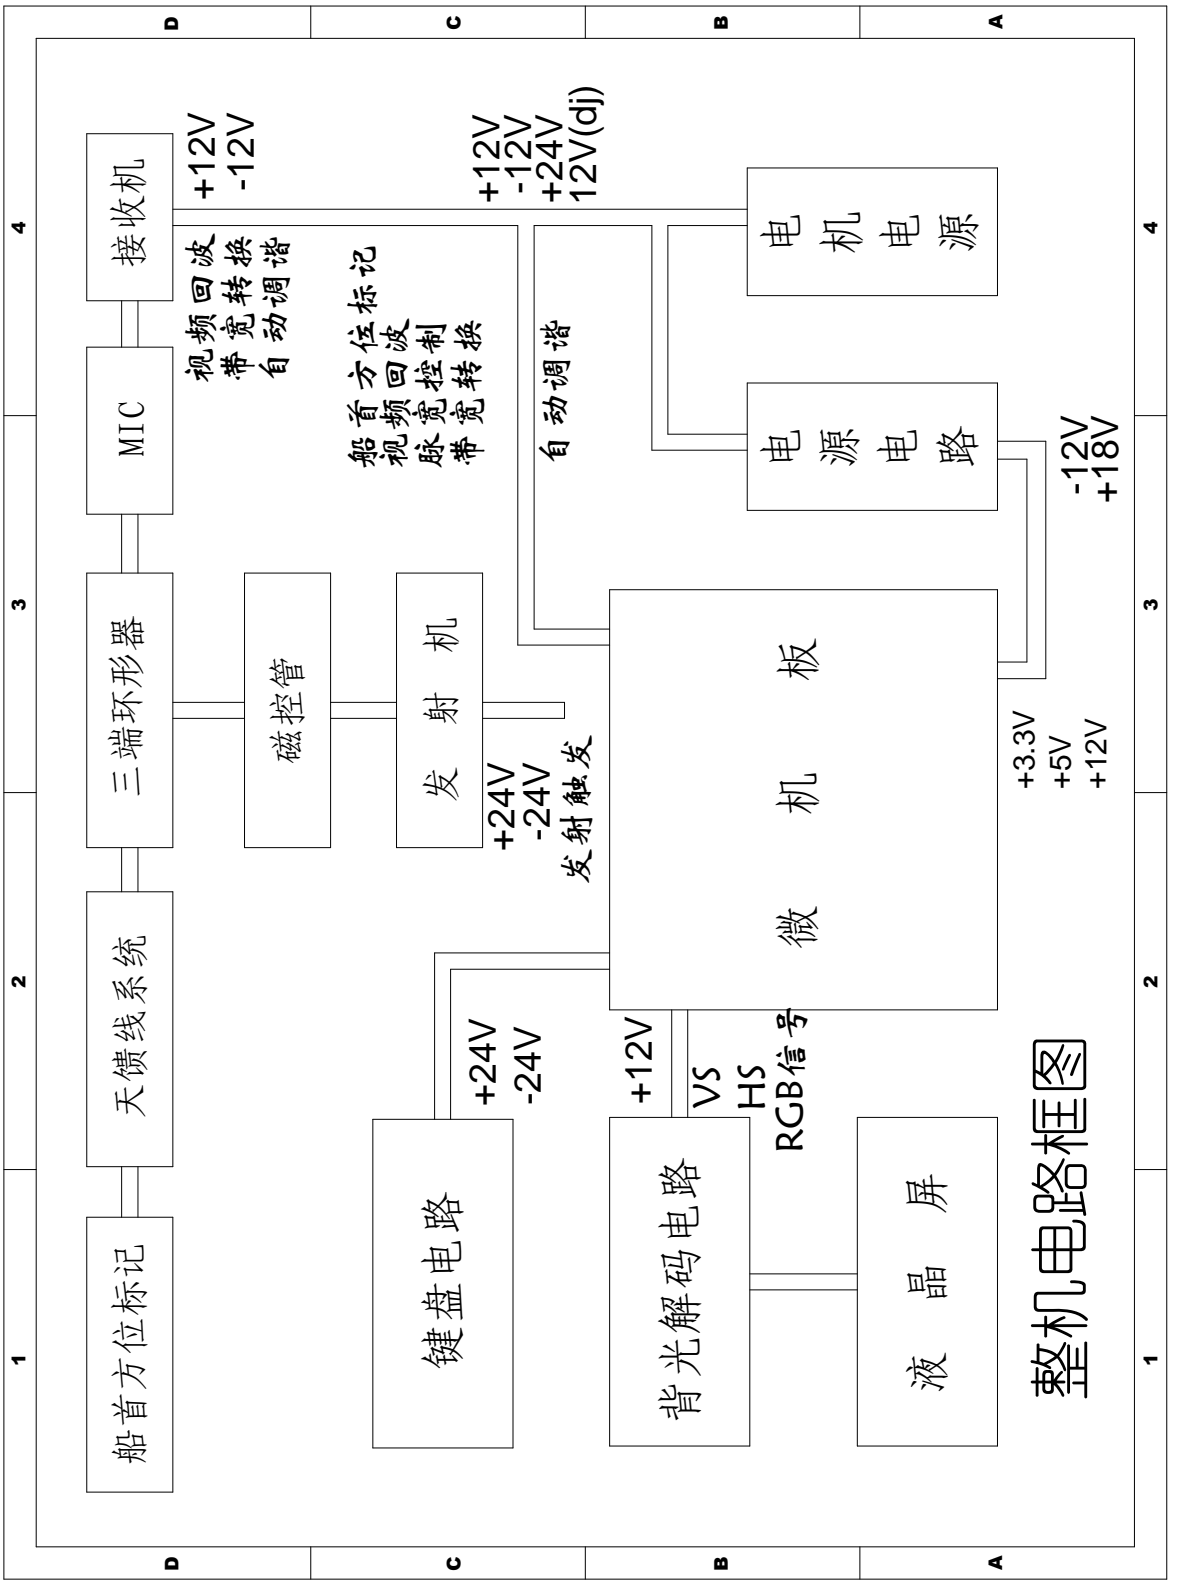 1
2
3
4
D
D
船首方位标记
天馈线系统
三端环形器
MIC
接收机
+12V
-12V
视频回波
带宽转换
自动调谐
磁控管
C
C
发射机
船首方位标记
视频回波
脉宽控制
带宽转换
自动调谐
+12V
-12V
+24V
12V(dj)
+24V
-24V
发射触发
键盘电路
+24V
-24V
B
B
背光解码电路
+12V
VS
HS
RGB信号
微机板
电源电路
电机电源
A
A
液晶屏
+3.3V
+5V
+12V
-12V
+18V
整机电路框图
1
2
3
4